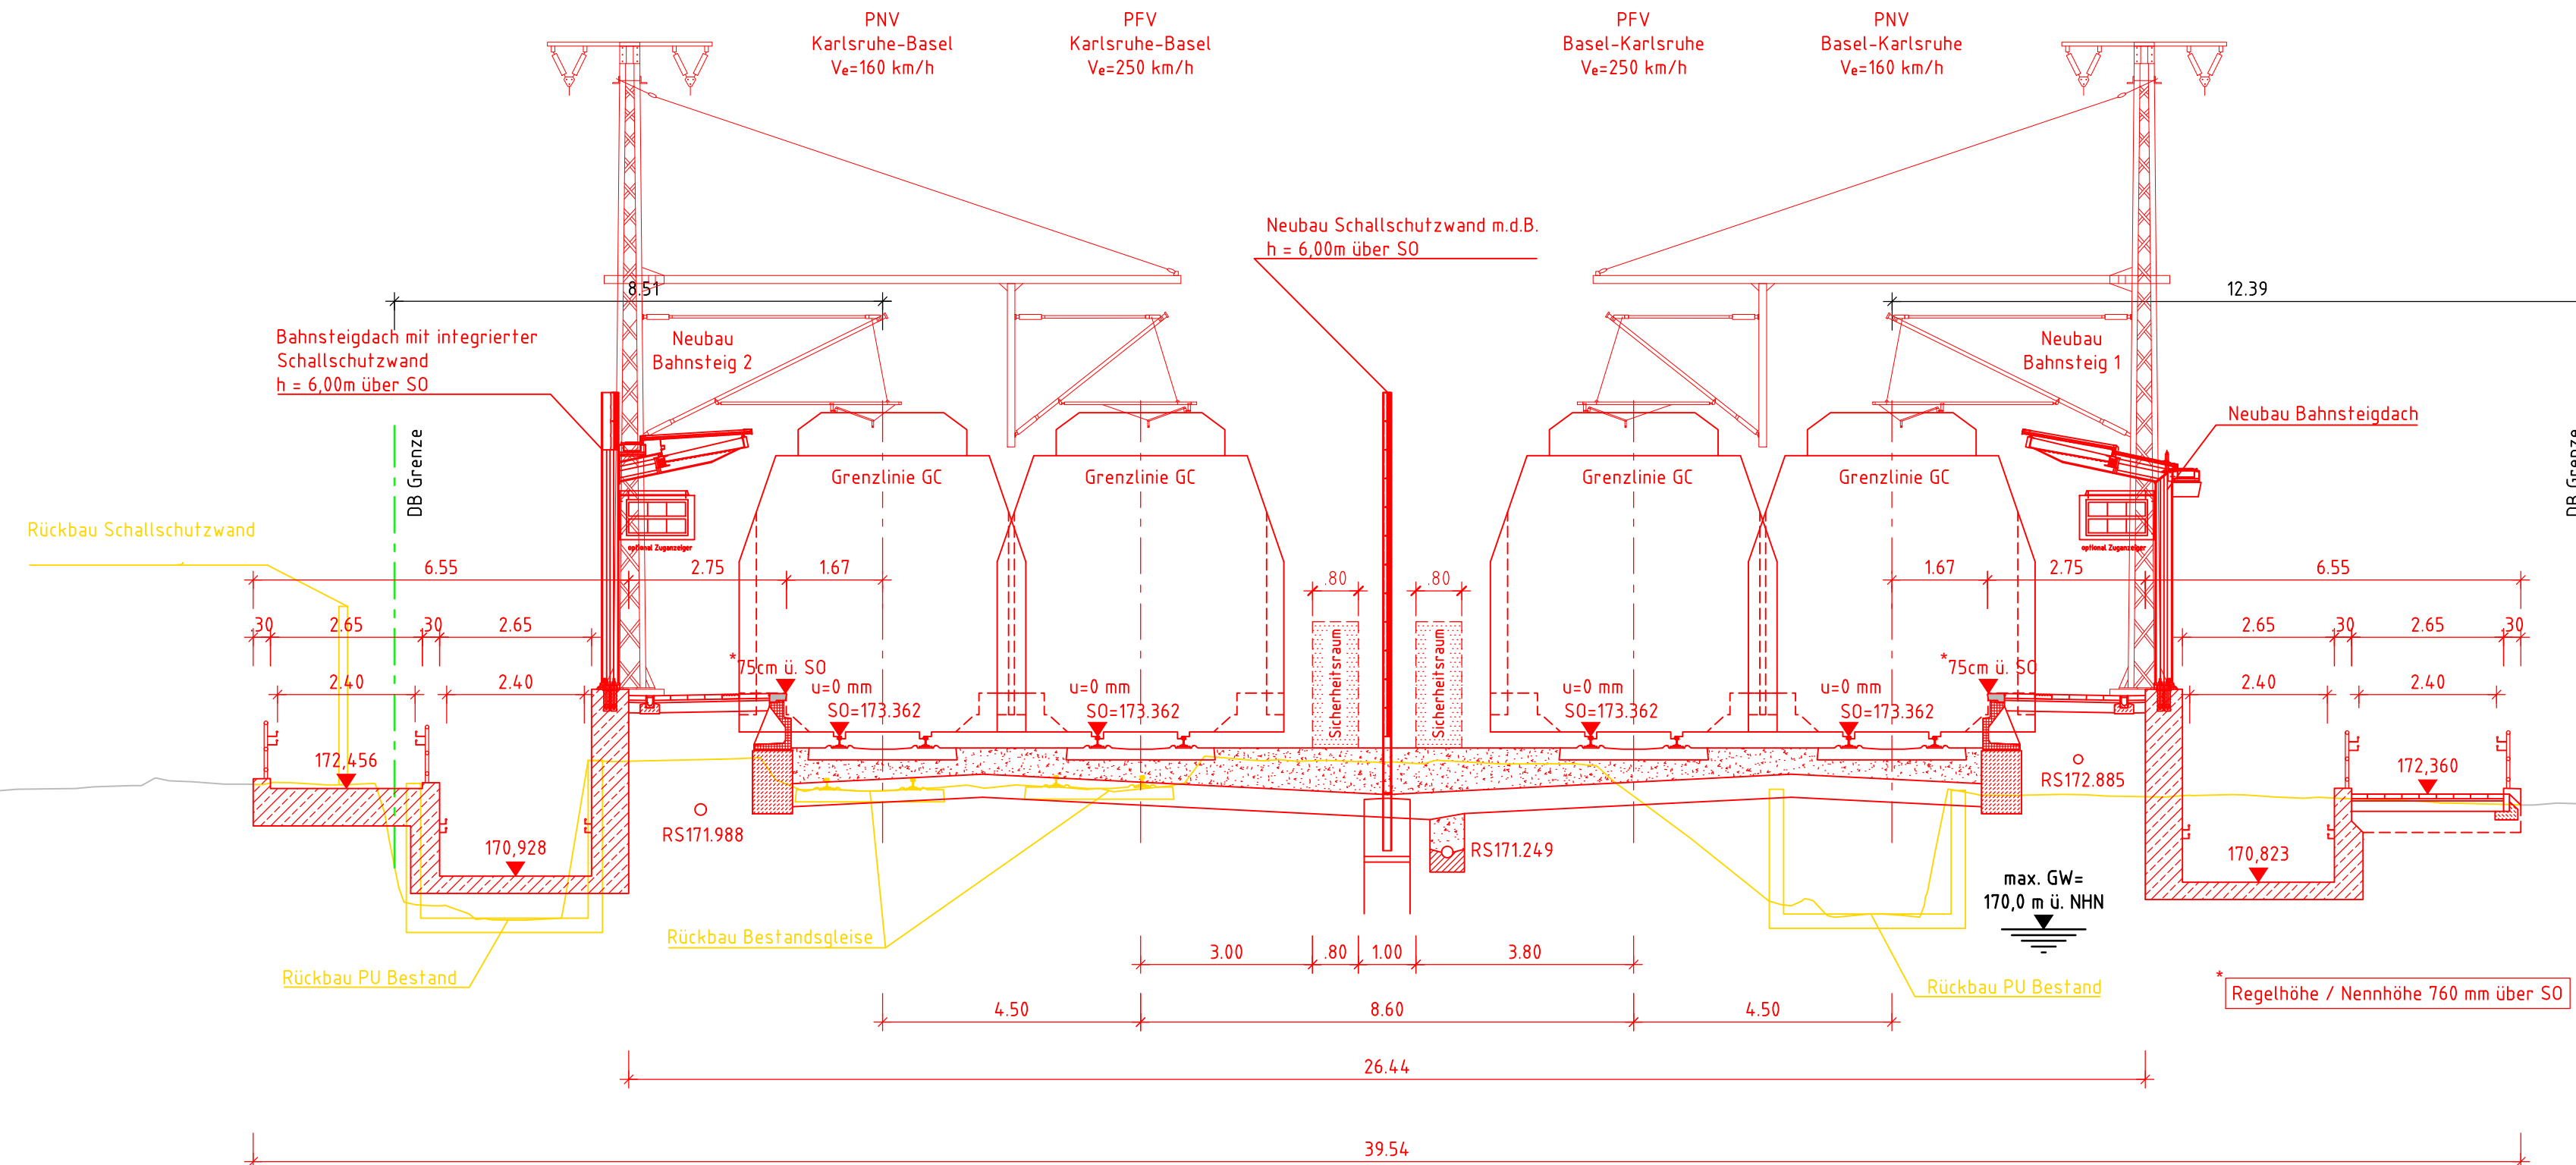 PNV
Karlsruhe-Basel
Ve=160 km/h
PFV
Karlsruhe-Basel
Ve=250 km/h
PFV
Basel-Karlsruhe
Ve=250 km/h
PNV
Basel-Karlsruhe
Ve=160 km/h
Neubau Schallschutzwand m.d.B.
h = 6,00m über SO
8.51
12.39
Bahnsteigdach mit integrierter
Schallschutzwand
h = 6,00m über SO
Neubau
Bahnsteig 2
Neubau
Bahnsteig 1
Neubau Bahnsteigdach
DB Grenze
DB Grenze
Grenzlinie GC
Grenzlinie GC
Grenzlinie GC
Grenzlinie GC
Rückbau Schallschutzwand
optional Zuganzeiger
optional Zuganzeiger
6.55
2.75
1.67
.80
.80
1.67
2.75
6.55
.30
2.65
.30
2.65
2.65
.30
2.65
.30
Sicherheitsraum
Sicherheitsraum
*75cm ü. SO
*75cm ü. SO
2.40
2.40
2.40
2.40
u=0 mm
SO=173.362
u=0 mm
SO=173.362
u=0 mm
SO=173.362
u=0 mm
SO=173.362
172,456
172,360
RS172.885
RS171.988
170,928
RS171.249
170,823
max. GW=
170,0 m ü. NHN
Rückbau Bestandsgleise
3.00
.80
1.00
3.80
Rückbau PU Bestand
Rückbau PU Bestand
* Regelhöhe / Nennhöhe 760 mm über SO
4.50
8.60
4.50
26.44
39.54